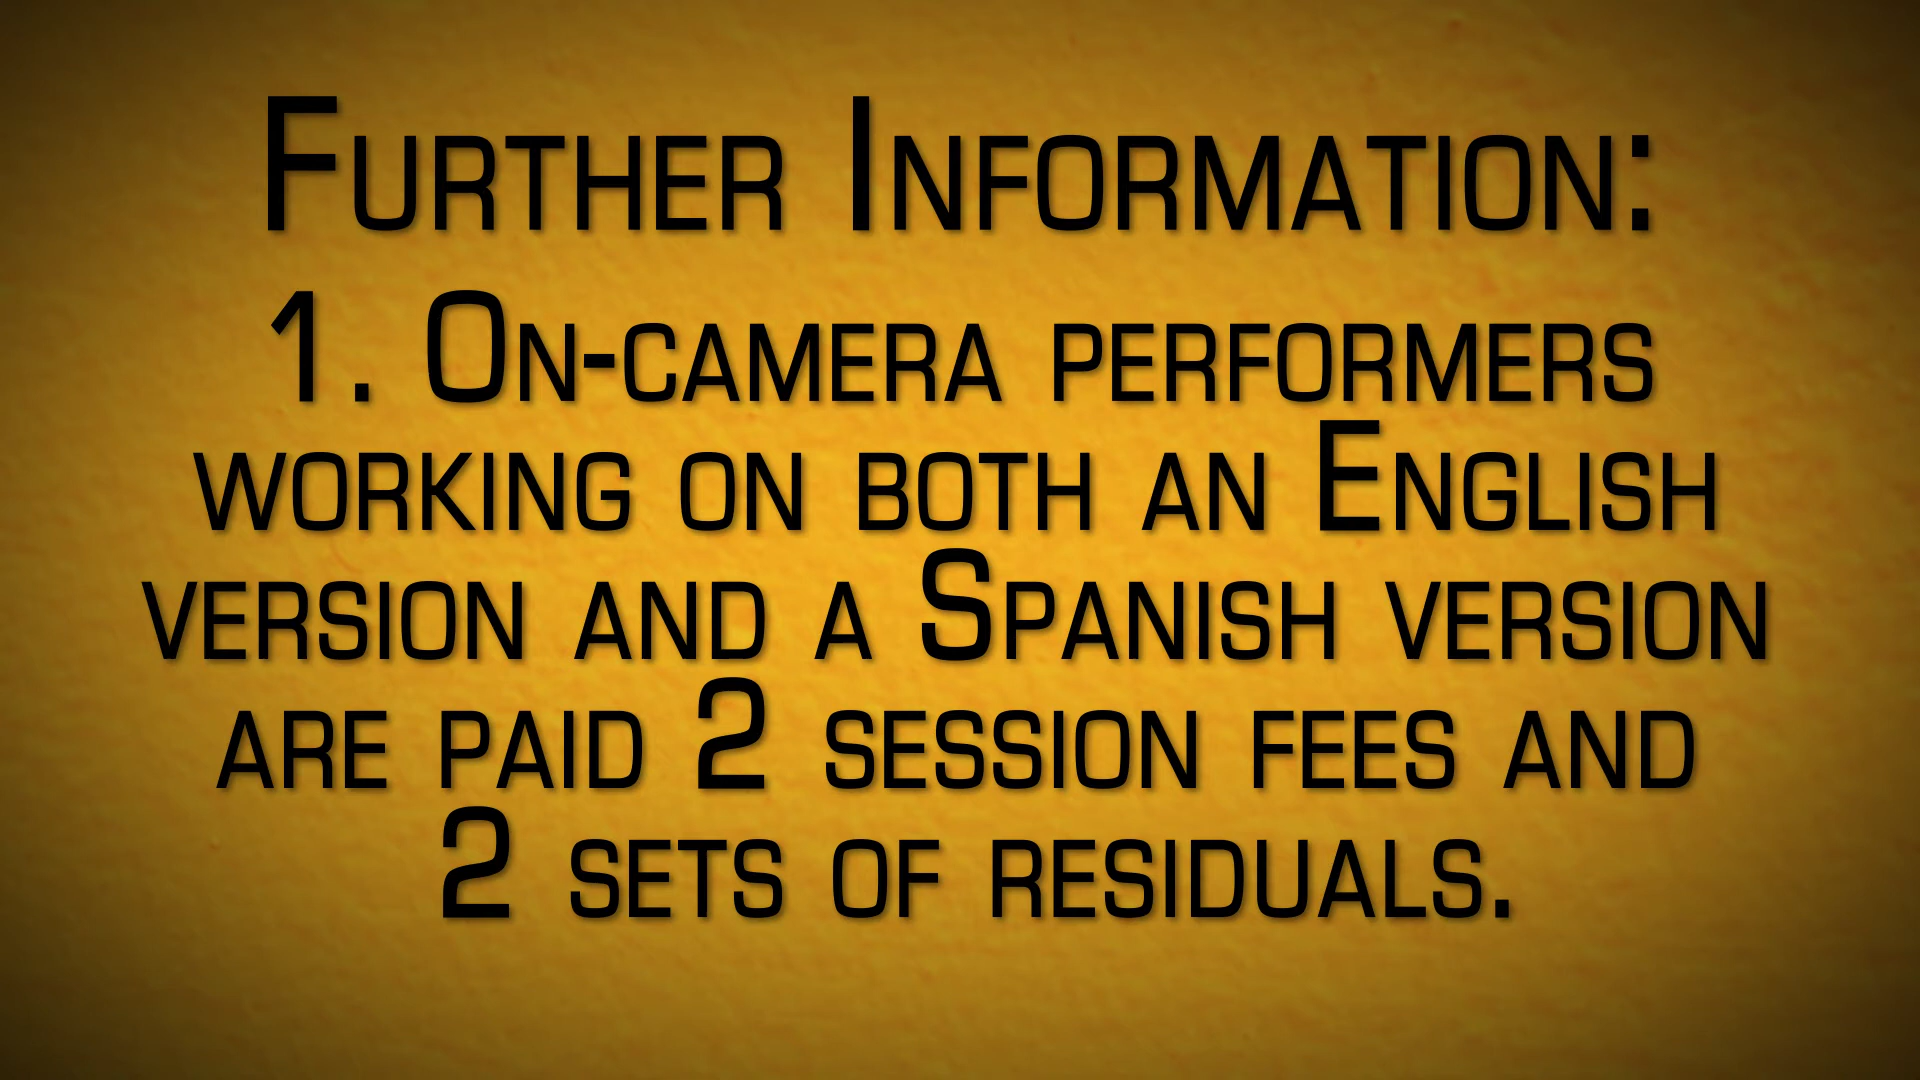 Further Information:
1. On-camera performers
working on both an English
version and a Spanish version
are paid 2 session fees and
2 sets of residuals.